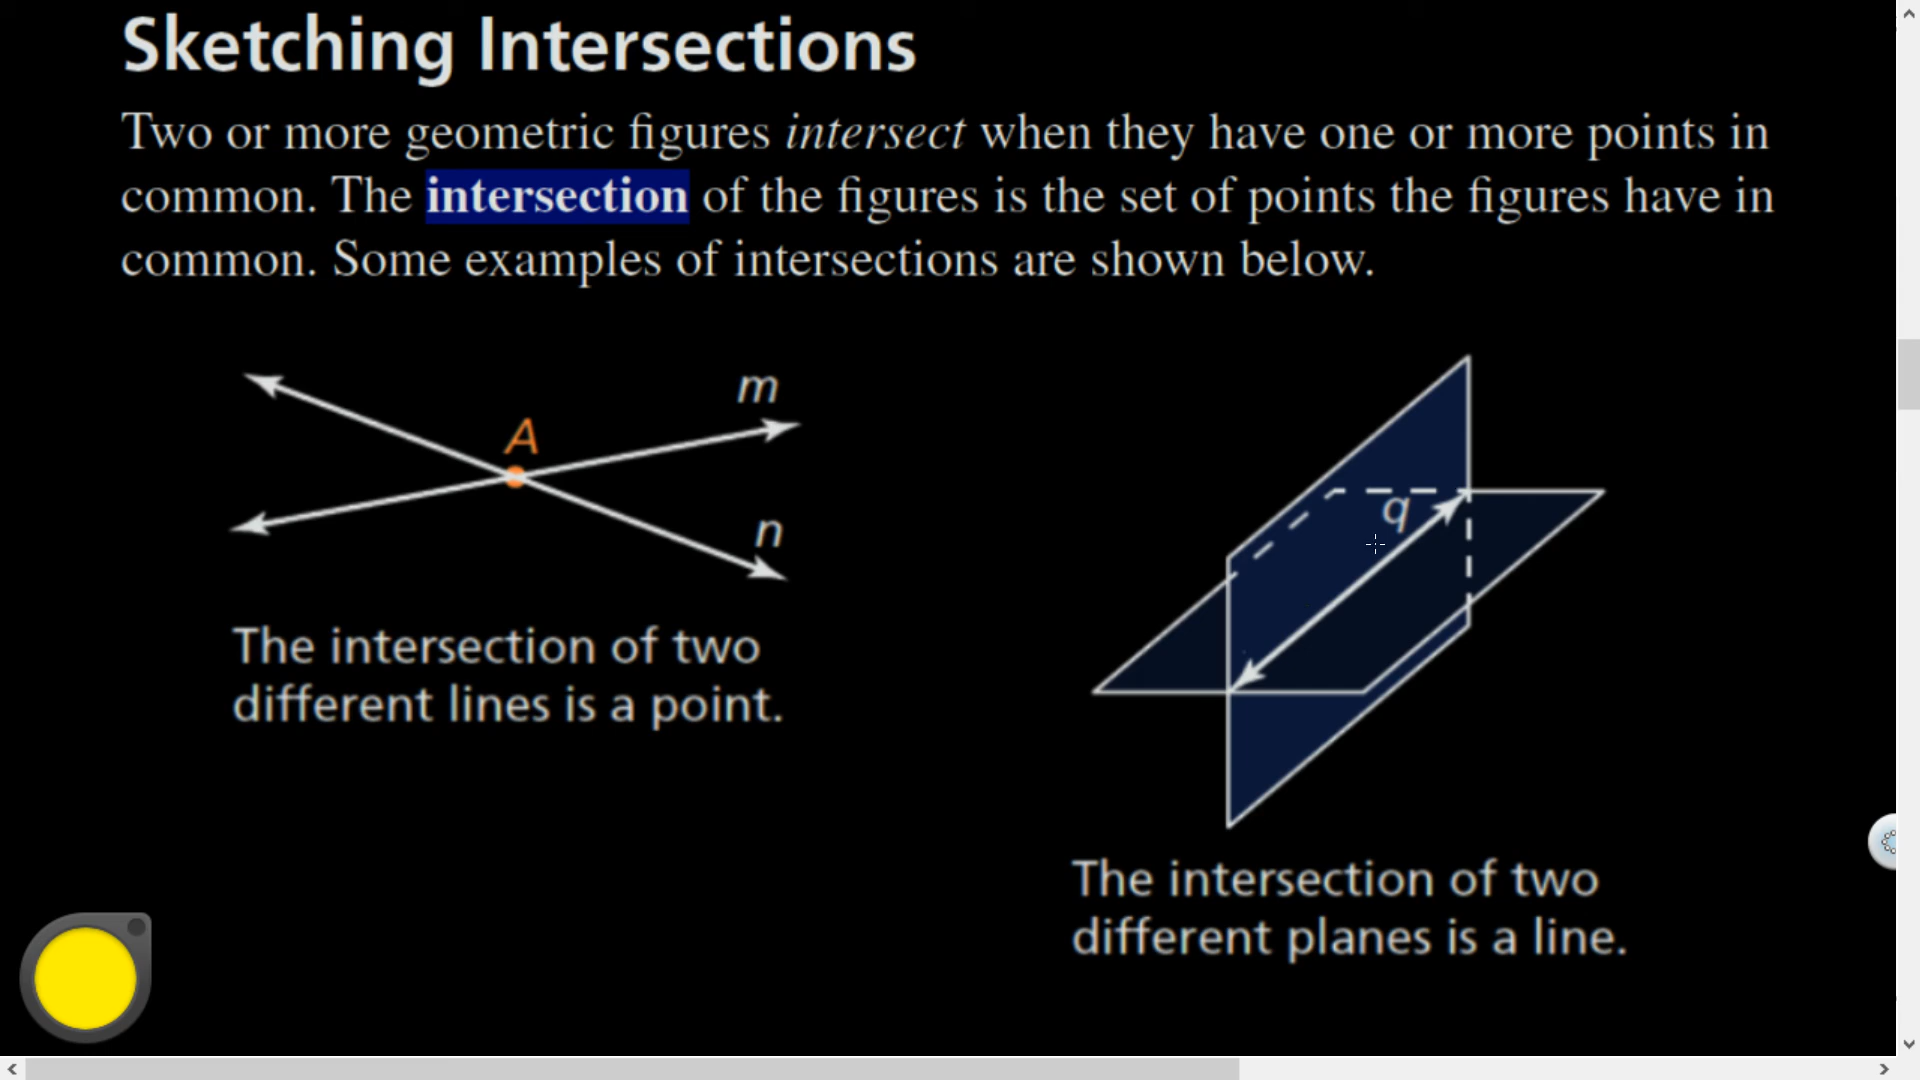 Sketching Intersections
Two or more geometric figures intersect when they have one or more points in
common. The intersection of the figures is the set of points the figures have in
common. Some examples of intersections are shown below.
m
A
n
The intersection of two
different lines is a point.
q
The intersection of two
different planes is a line.